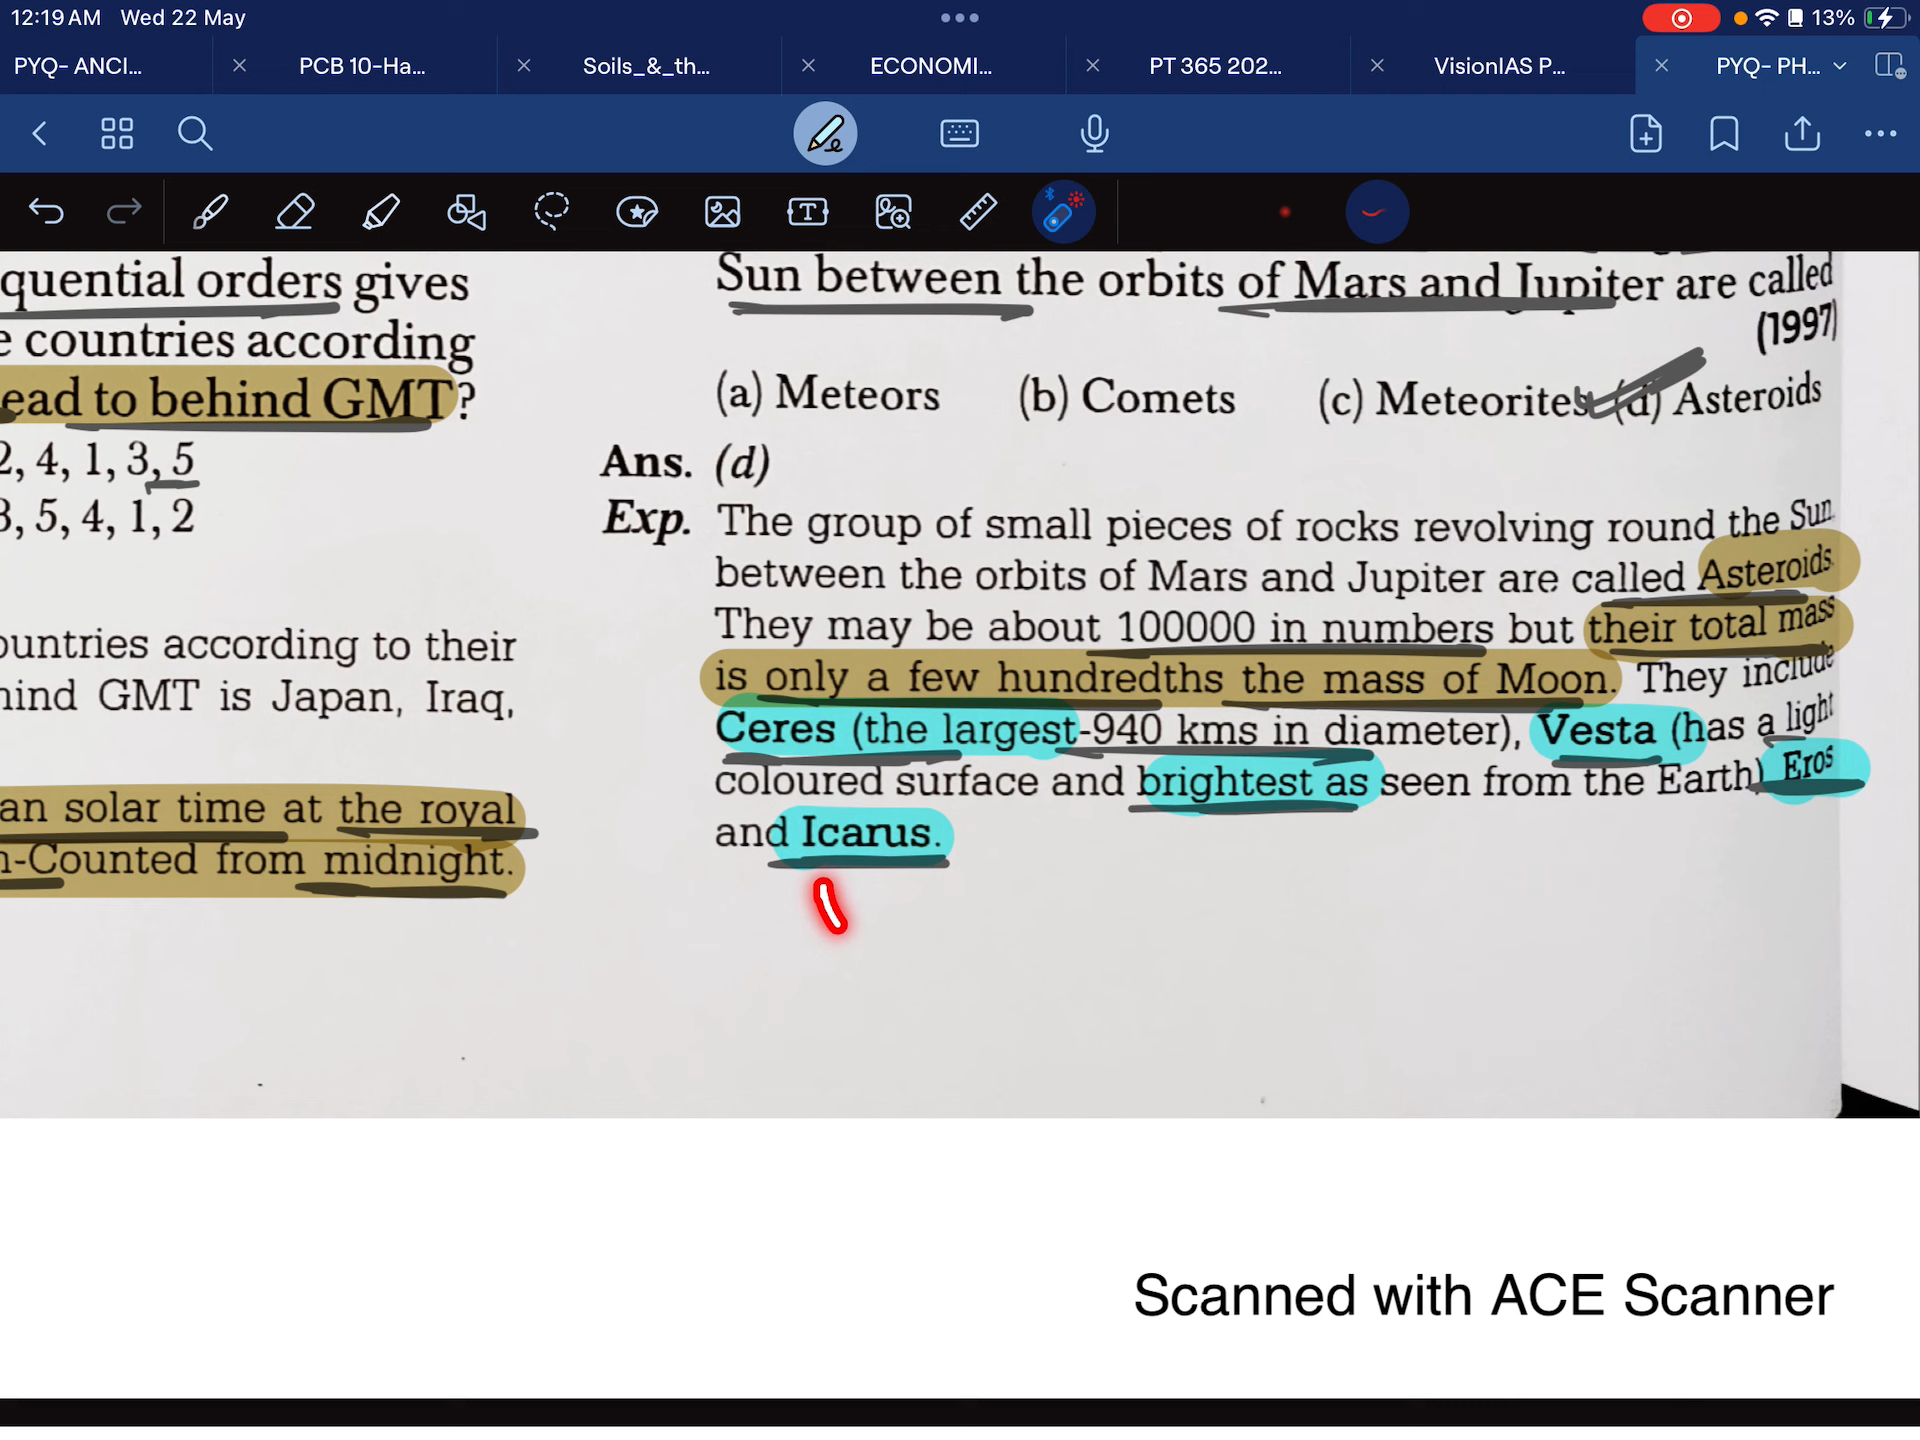 12:19 AM Wed 22 May
13%
PYQ- ANCI...
PCB 10-Ha...
Soils_&_th...
ECONOMI...
PT 365 202...
VisionIAS P...
PYQ- PH...
quential orders gives
e countries according
ead to behind GMT?
2, 4, 1, 3, 5
3, 5, 4, 1, 2
ountries according to their
hind GMT is Japan, Iraq,
an solar time at the royal
n-Counted from midnight.
Sun between the orbits of Mars and Jupiter are called
(1997)
(a) Meteors (b) Comets (c) Meteorites (d) Asteroids
Ans. (d)
Exp. The group of small pieces of rocks revolving round the Sun
between the orbits of Mars and Jupiter are called Asteroids.
They may be about 100000 in numbers but their total mass
is only a few hundredths the mass of Moon. They include
Ceres (the largest-940 kms in diameter), Vesta (has a light
coloured surface and brightest as seen from the Earth) Eros
and Icarus.
Scanned with ACE Scanner